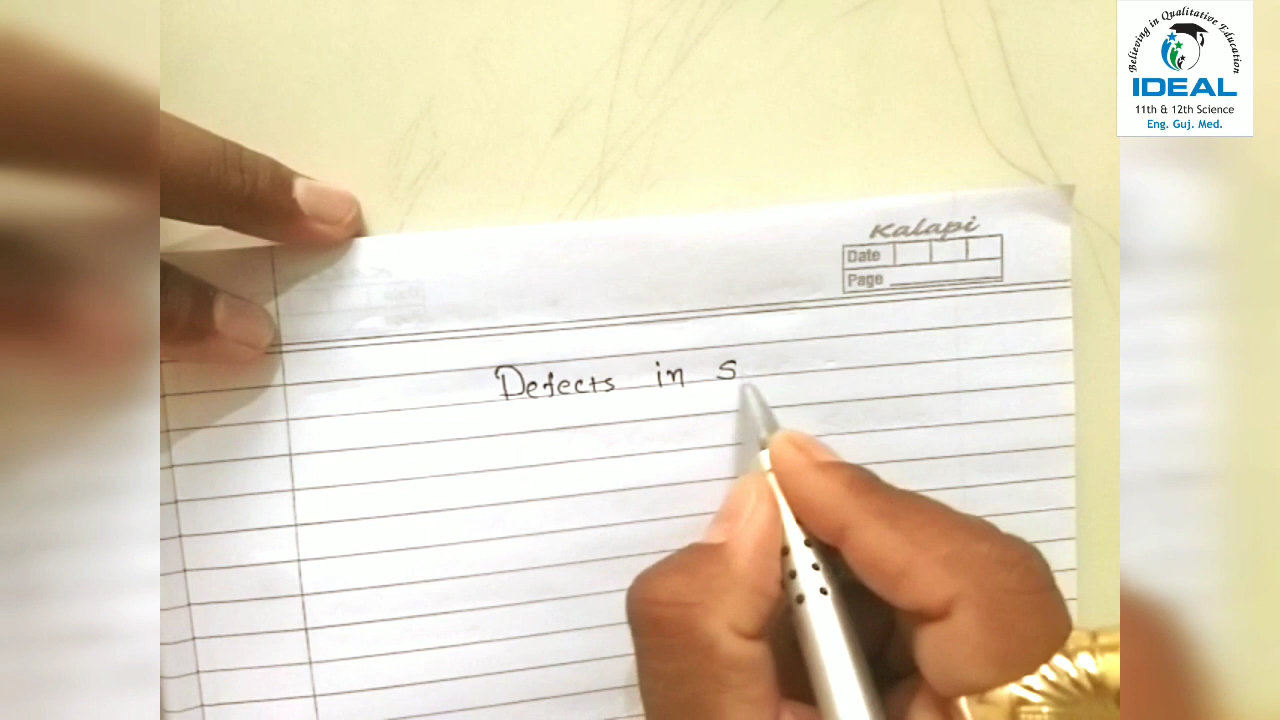 Believing in Qualitative Education
IDEAL
11th & 12th Science
Eng. Guj. Med.
Kalapi
Date
Page
Defects in S